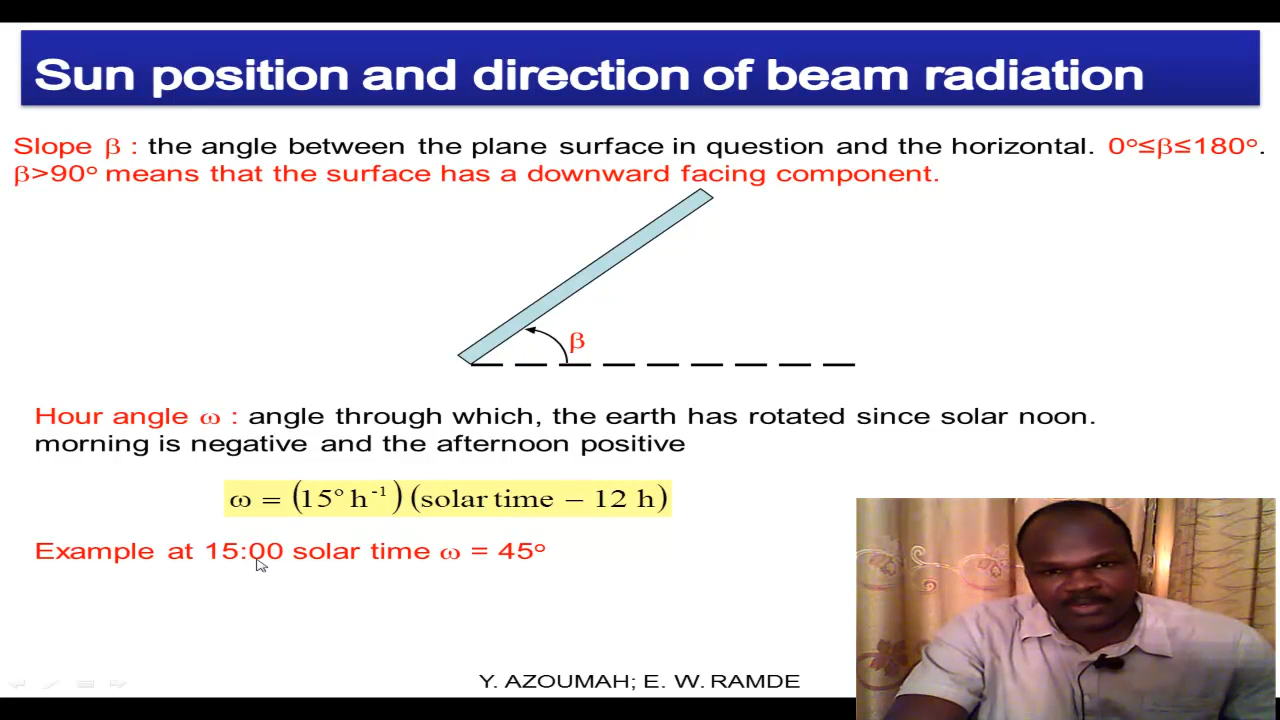 Sun position and direction of beam radiation
Slope β : the angle between the plane surface in question and the horizontal. 0°≤β≤180°.
β>90° means that the surface has a downward facing component.
β
Hour angle ω : angle through which, the earth has rotated since solar noon.
morning is negative and the afternoon positive
ω = (15° h⁻¹) (solar time − 12 h)
Example at 15:00 solar time ω = 45°
Y. AZOUMAH; E. W. RAMDE